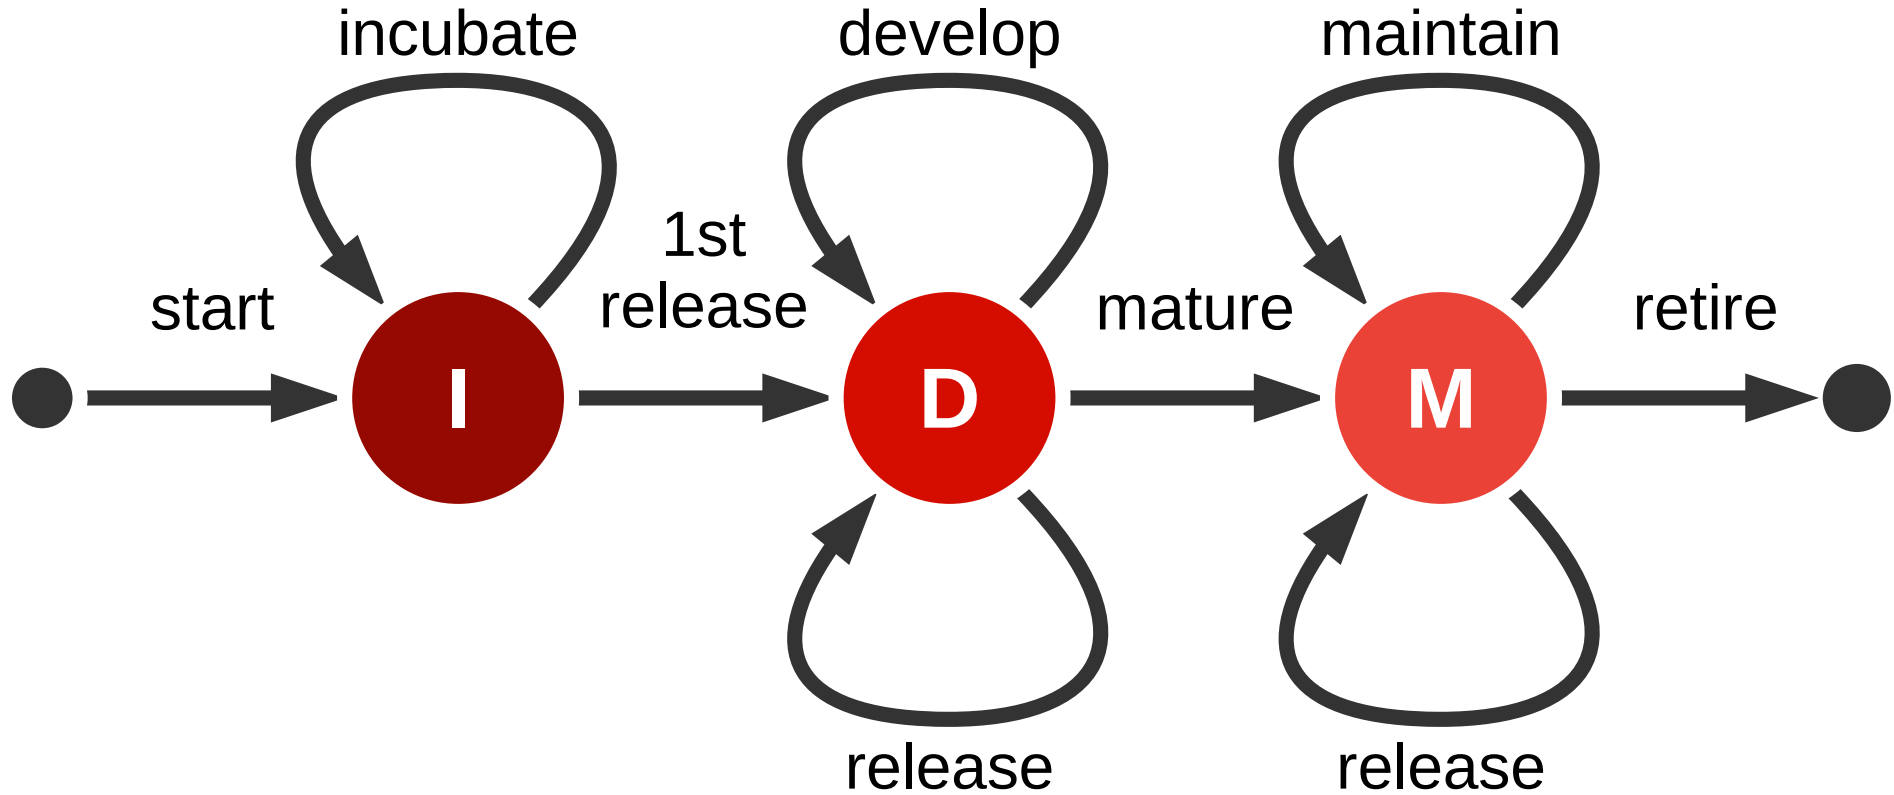 incubate
develop
maintain
start
1st
release
mature
retire
I
D
M
release
release